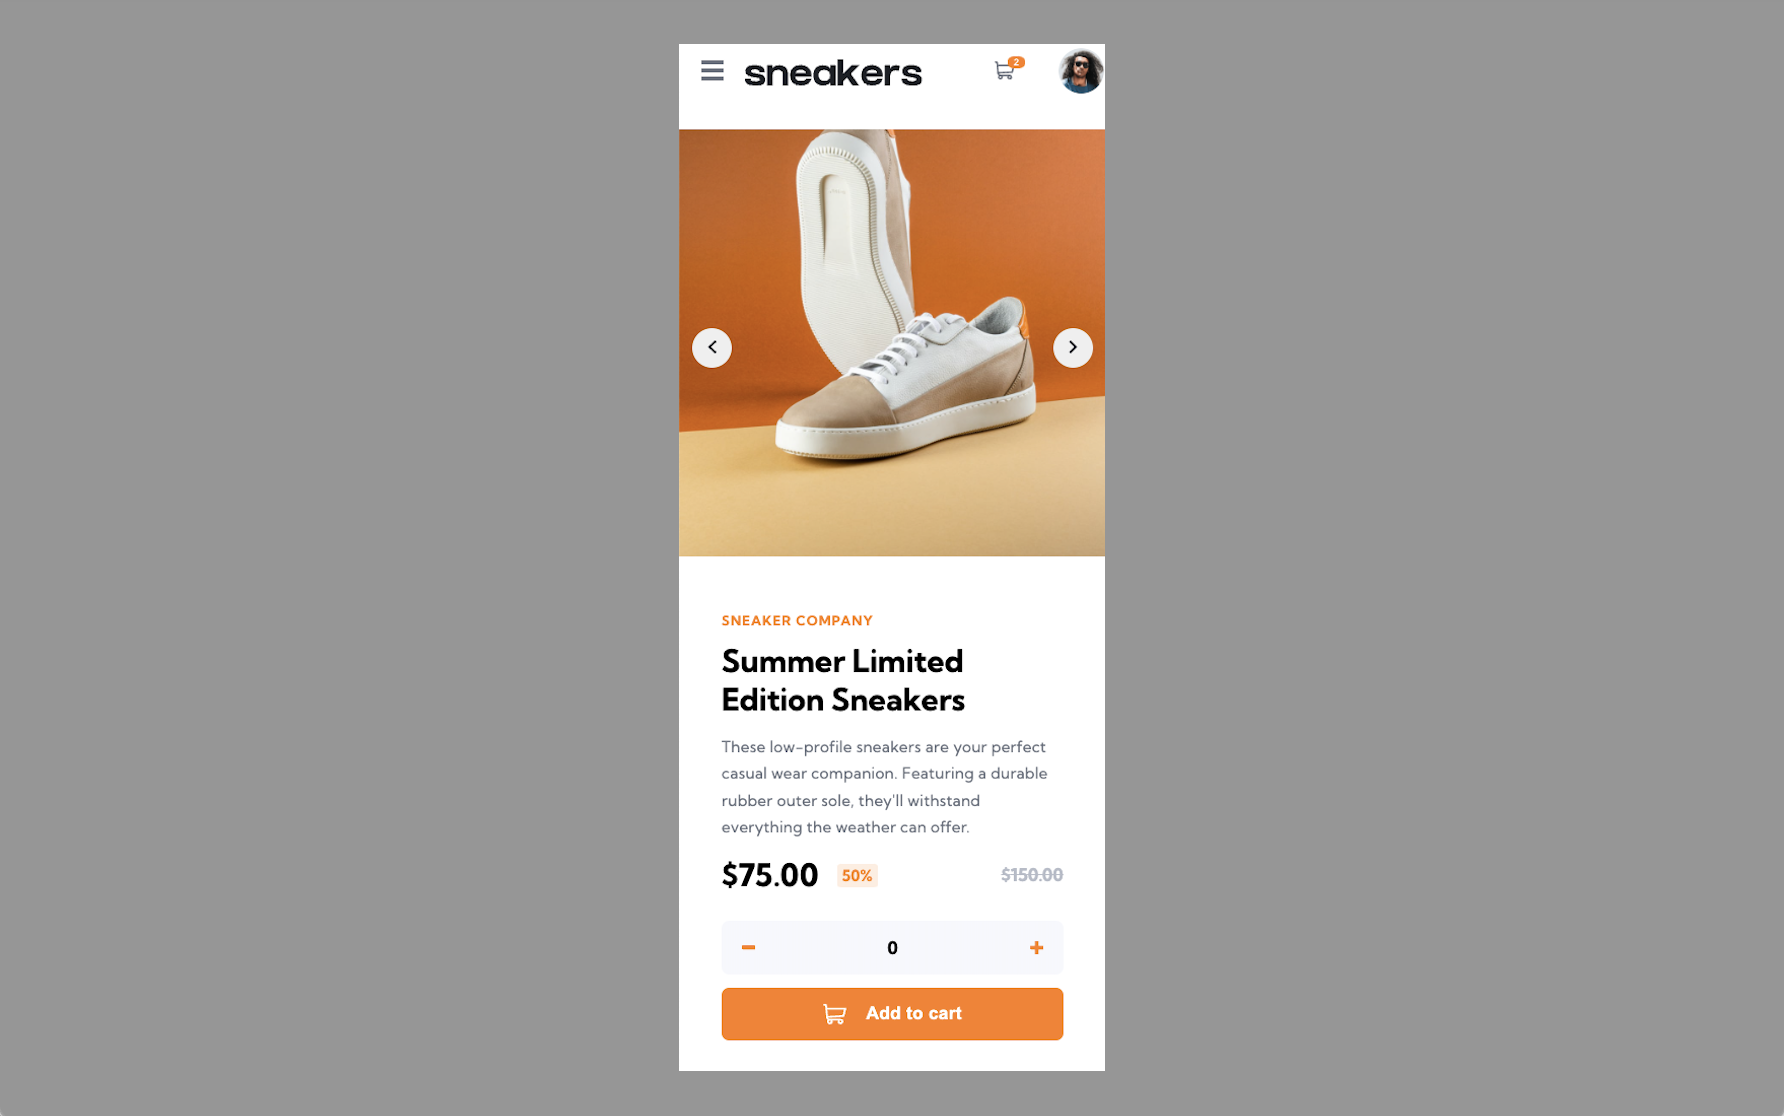 sneakers
2
SNEAKER COMPANY
Summer Limited
Edition Sneakers
These low-profile sneakers are your perfect
casual wear companion. Featuring a durable
rubber outer sole, they'll withstand
everything the weather can offer.
$75.00 50% $150.00
− 0 +
Add to cart